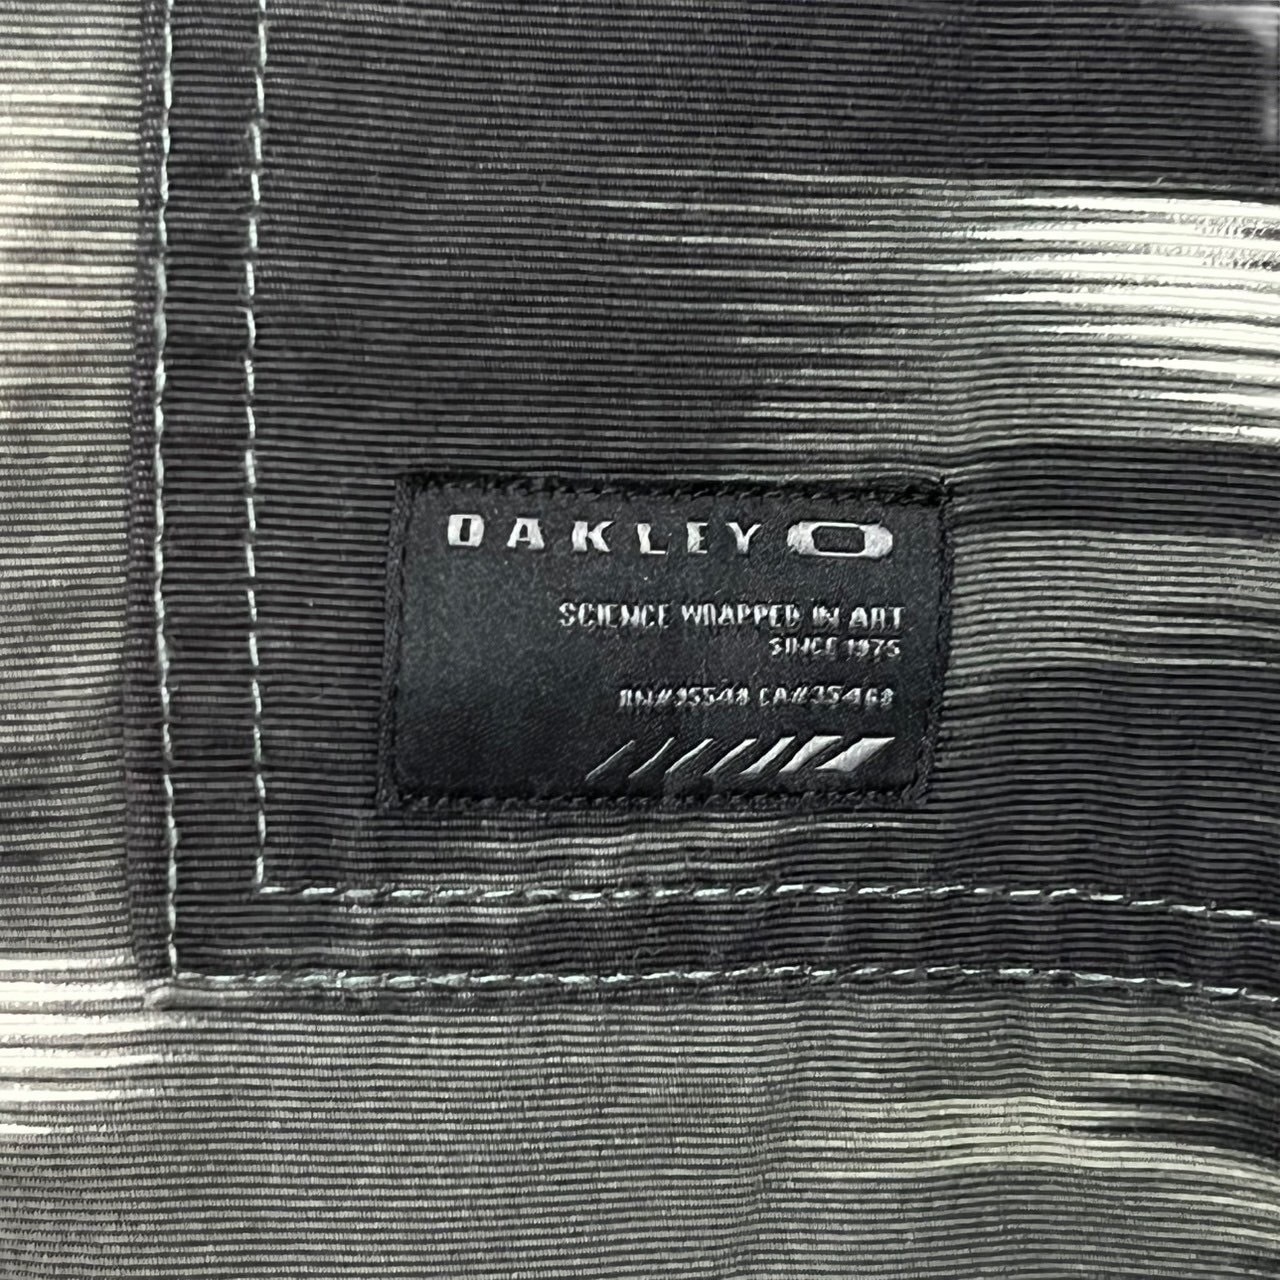 OAKLEY
SCIENCE WRAPPED IN ART
SINCE 1975
RN#95548 CA#35468